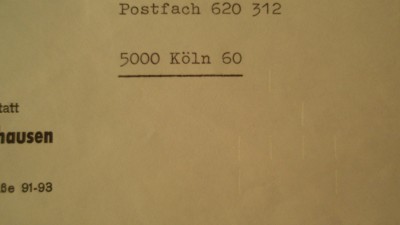 Postfach 620 312
5000 Köln 60
tatt
hausen
ße 91-93